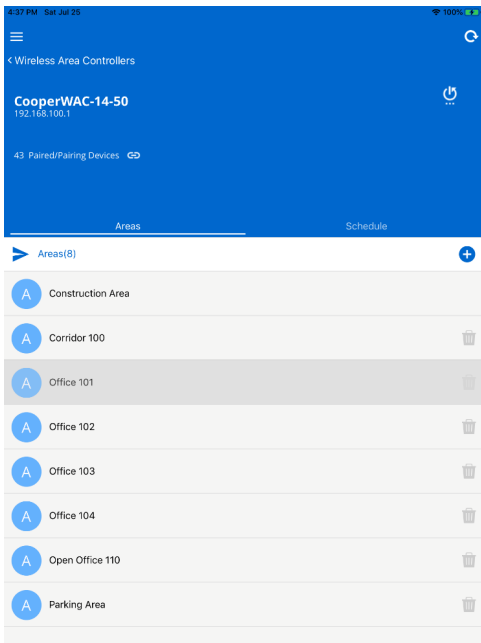 4:37 PM Sat Jul 25 100%
< Wireless Area Controllers
CooperWAC-14-50
192.168.100.1
43 Paired/Pairing Devices
Areas Schedule
Areas(8)
A Construction Area
A Corridor 100
A Office 101
A Office 102
A Office 103
A Office 104
A Open Office 110
A Parking Area